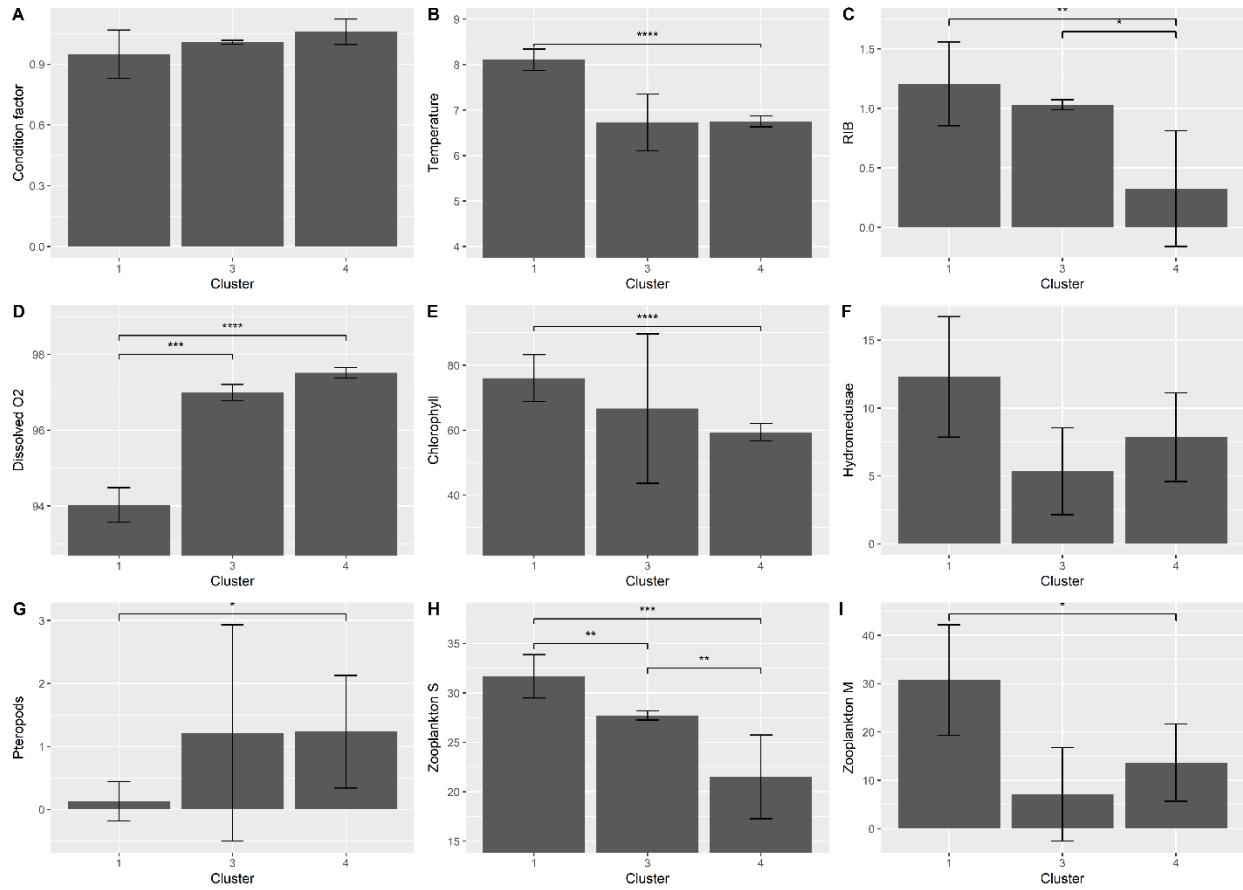 A
Condition factor
0.9
0.6
0.3
0.0
1 3 4
Cluster
B
Temperature
9
8
7
6
5
4
****
1 3 4
Cluster
C
RIB
1.5
1.0
0.5
0.0
**
*
1 3 4
Cluster
D
Dissolved O2
98
96
94
****
***
1 3 4
Cluster
E
Chlorophyll
80
60
40
****
1 3 4
Cluster
F
Hydromedusae
15
10
5
0
1 3 4
Cluster
G
Pteropods
3
2
1
0
*
1 3 4
Cluster
H
Zooplankton S
35
30
25
20
15
***
**
**
1 3 4
Cluster
I
Zooplankton M
40
30
20
10
0
*
1 3 4
Cluster